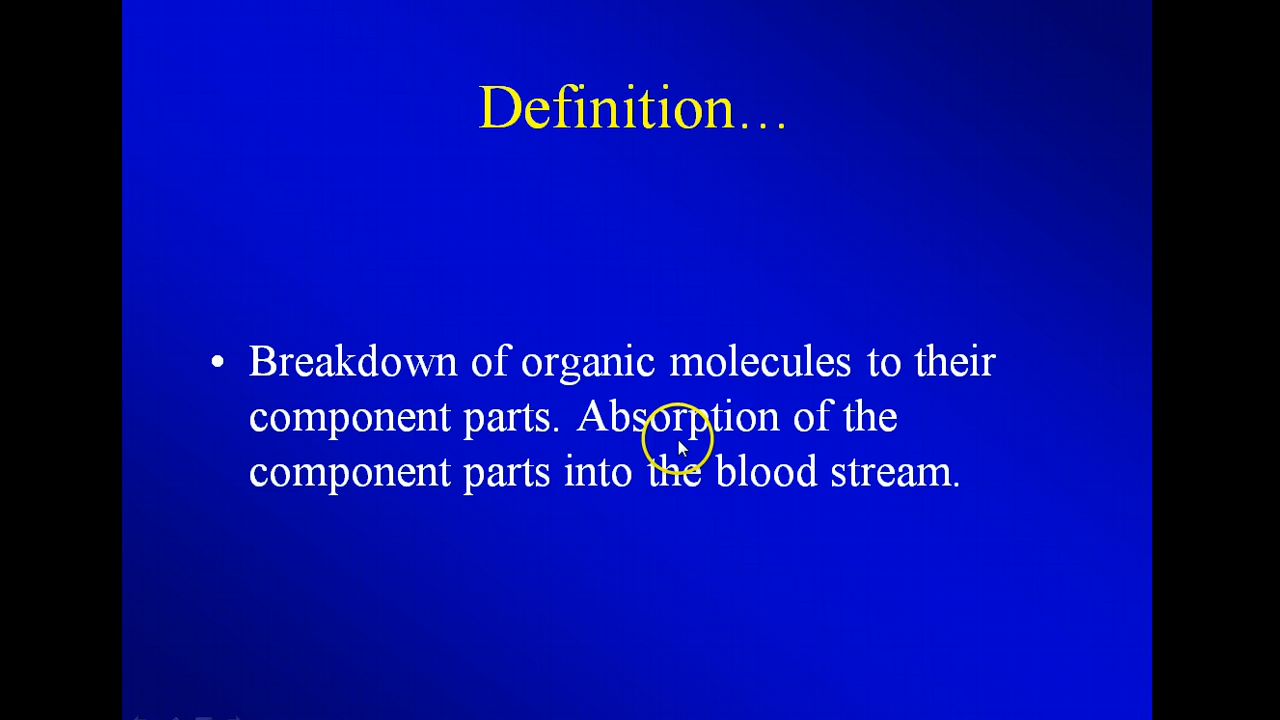 Definition…
• Breakdown of organic molecules to their
component parts. Absorption of the
component parts into the blood stream.